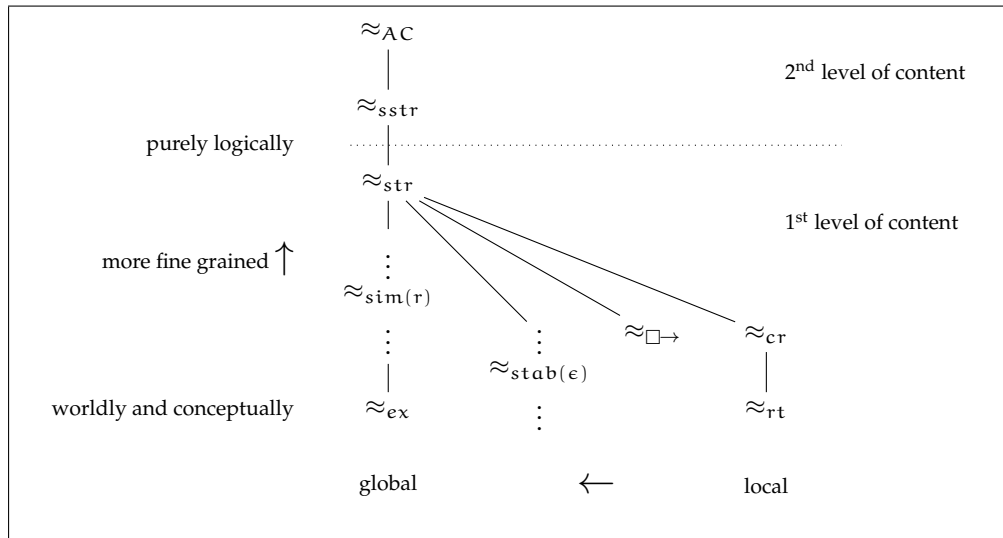 ≈AC
2nd level of content
≈sstr
purely logically
≈str
1st level of content
more fine grained ↑
⋮
≈sim(r)
⋮
⋮
≈□→
≈cr
≈stab(ϵ)
worldly and conceptually
≈ex
⋮
≈rt
global
←
local